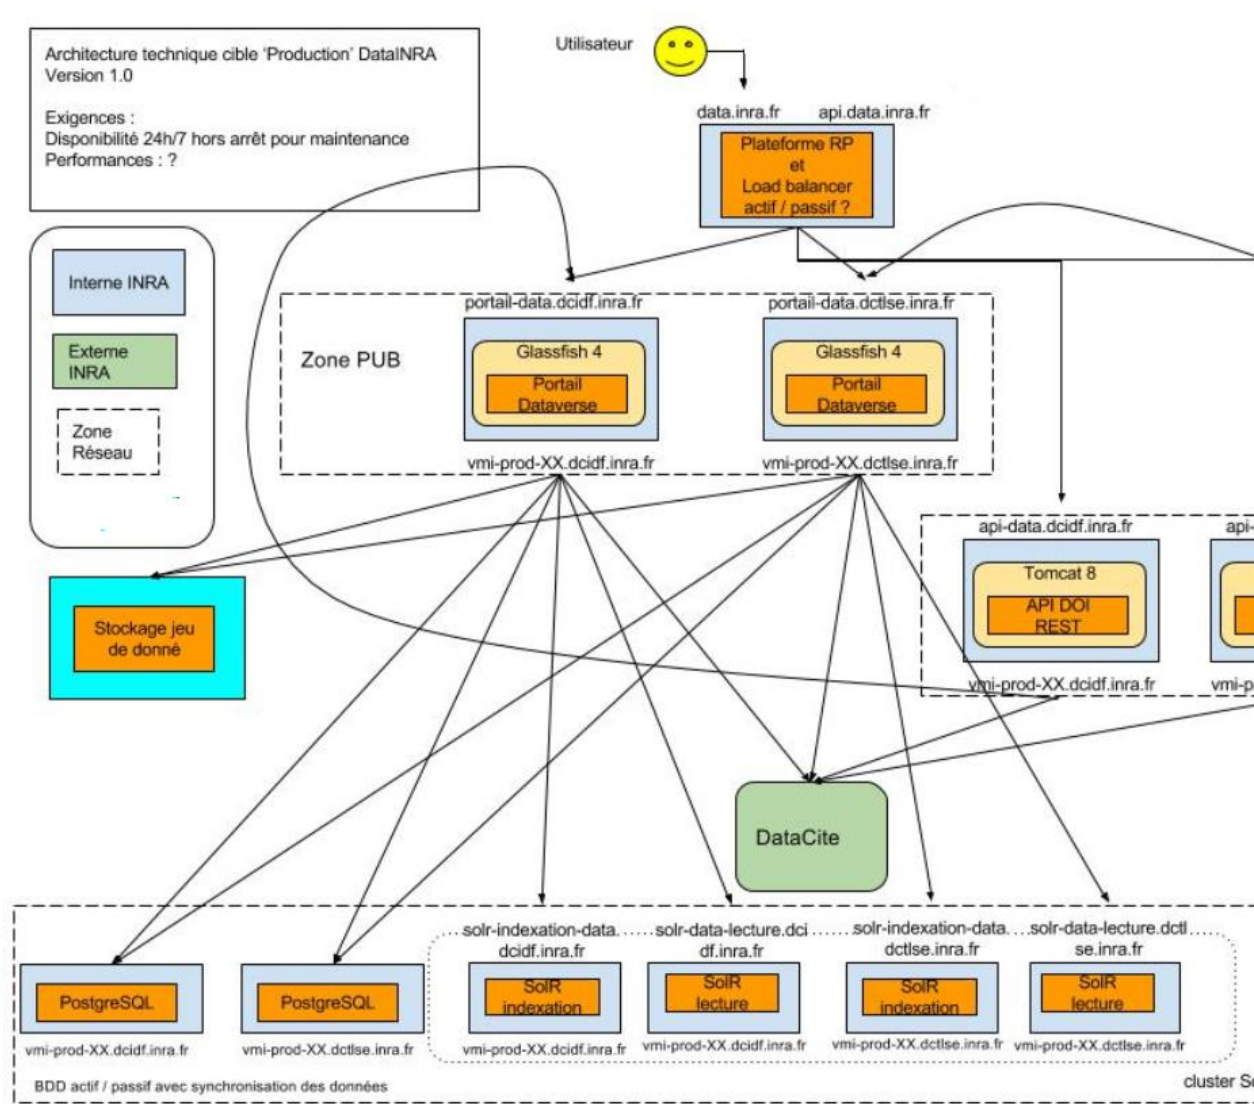 Architecture technique cible 'Production' DataINRA
Version 1.0
Exigences :
Disponibilité 24h/7 hors arrêt pour maintenance
Performances : ?
Utilisateur
data.inra.fr
api.data.inra.fr
Plateforme RP
et
Load balancer
actif / passif ?
Interne INRA
Externe
INRA
Zone
Réseau
Zone PUB
portail-data.dcidf.inra.fr
Glassfish 4
Portail
Dataverse
vmi-prod-XX.dcidf.inra.fr
portail-data.dctlse.inra.fr
Glassfish 4
Portail
Dataverse
vmi-prod-XX.dctlse.inra.fr
api-data.dcidf.inra.fr
Tomcat 8
API DOI
REST
vmi-prod-XX.dcidf.inra.fr
api-
vmi-p
Stockage jeu
de donné
DataCite
PostgreSQL
vmi-prod-XX.dcidf.inra.fr
PostgreSQL
vmi-prod-XX.dctlse.inra.fr
solr-indexation-data.
dcidf.inra.fr
SolR
indexation
vmi-prod-XX.dcidf.inra.fr
solr-data-lecture.dci
df.inra.fr
SolR
lecture
vmi-prod-XX.dcidf.inra.fr
solr-indexation-data.
dctlse.inra.fr
SolR
indexation
vmi-prod-XX.dctlse.inra.fr
solr-data-lecture.dctl
se.inra.fr
SolR
lecture
vmi-prod-XX.dctlse.inra.fr
BDD actif / passif avec synchronisation des données
cluster So